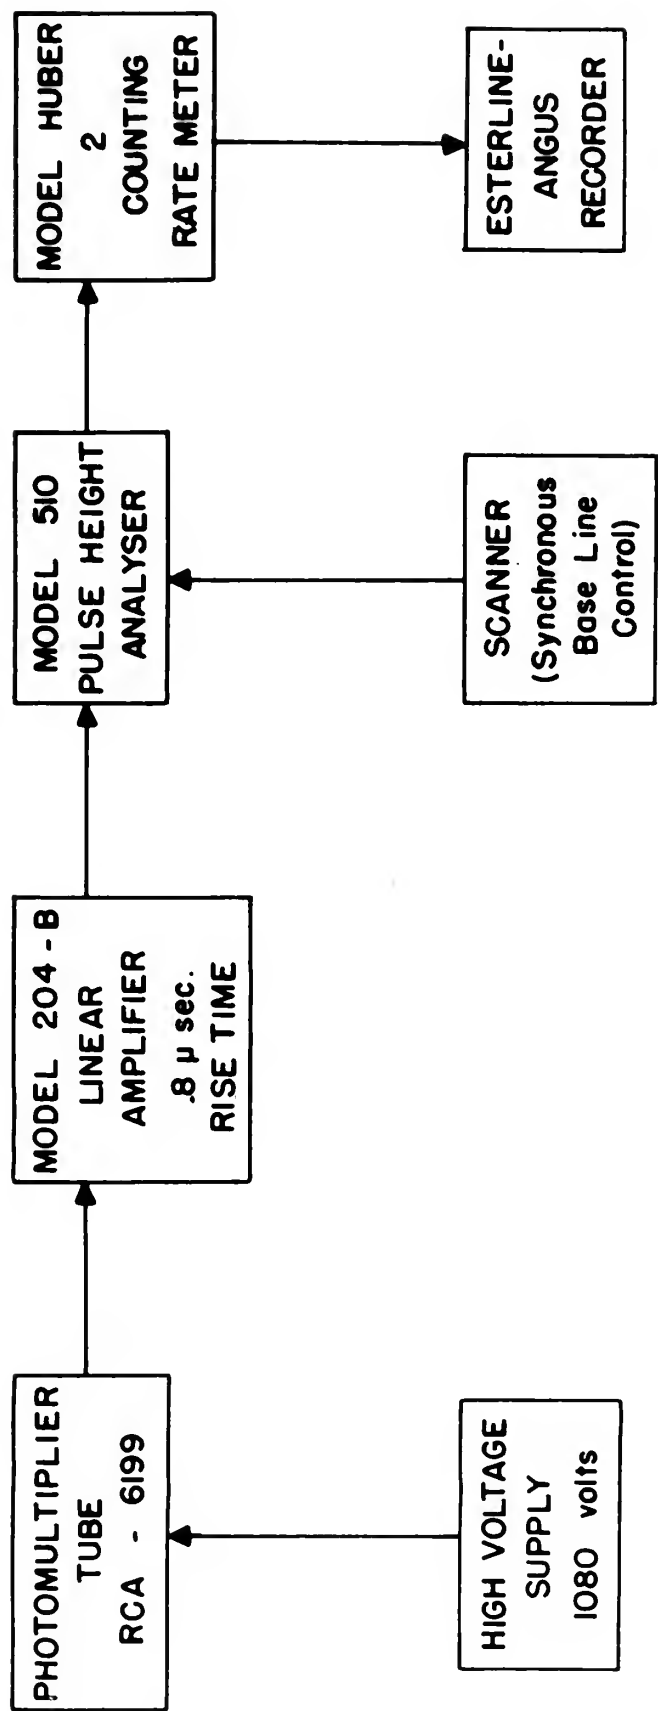 PHOTOMULTIPLIER
TUBE
RCA - 6199
MODEL 204-B
LINEAR
AMPLIFIER
.8 µ sec.
RISE TIME
MODEL 510
PULSE HEIGHT
ANALYSER
MODEL HUBER
2
COUNTING
RATE METER
HIGH VOLTAGE
SUPPLY
1080 volts
SCANNER
(Synchronous
Base Line
Control)
ESTERLINE-
ANGUS
RECORDER